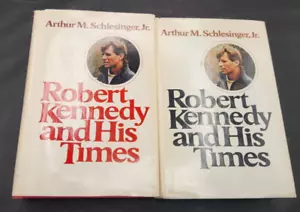 Arthur M. Schlesinger, Jr.
Robert
Kennedy
and His
Times
Arthur M. Schlesinger, Jr.
Robert
Kennedy
and His
Times